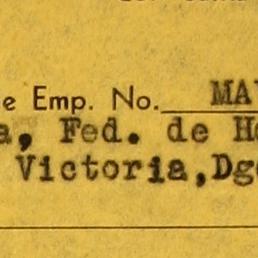 e Emp. No. MA
a, Fed. de H
Victoria, Dg